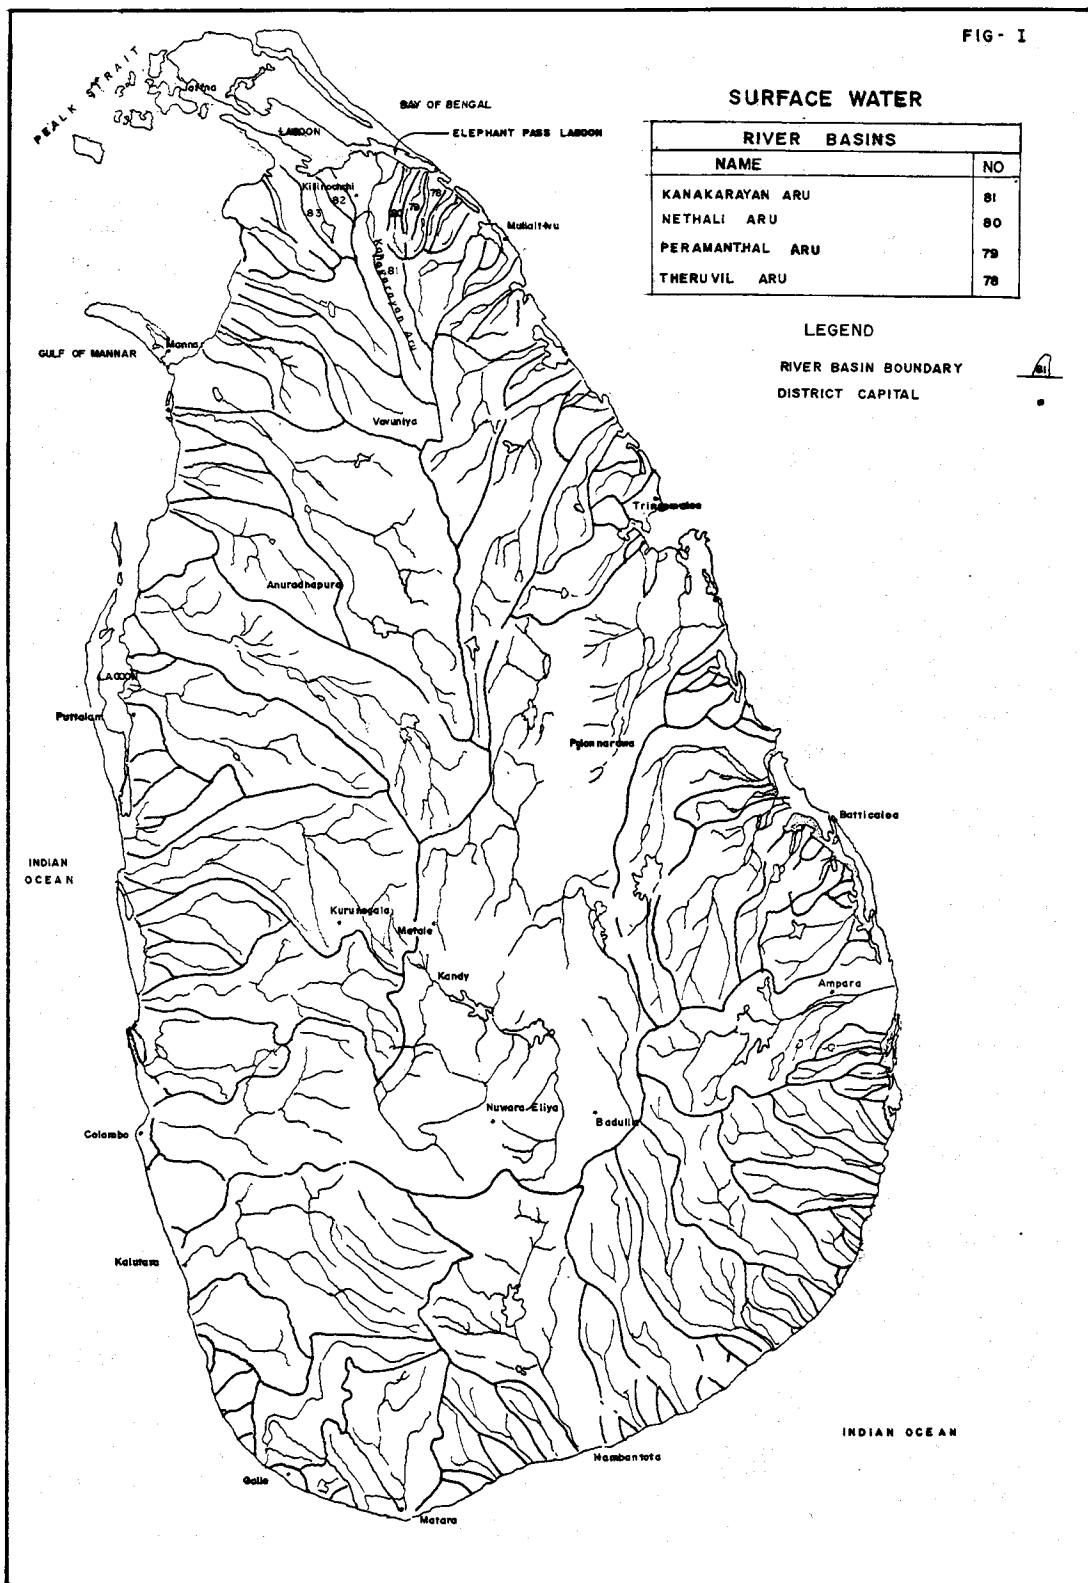 FIG - I
SURFACE WATER
RIVER BASINS
NAME NO
KANAKARAYAN ARU 81
NETHALI ARU 80
PERAMANTHAL ARU 79
THERUVIL ARU 78
LEGEND
RIVER BASIN BOUNDARY 81
DISTRICT CAPITAL
PEALK STRAIT
Jaffna
BAY OF BENGAL
LAGOON
ELEPHANT PASS LAGOON
Kilinochchi
82
83
80
79
78
Mullaitivu
Kanakarayan Aru
81
GULF OF MANNAR
Mannar
Vavuniya
Trincomalee
Anuradhapura
LAGOON
Puttalam
Polonnaruwa
Batticaloa
INDIAN
OCEAN
Kurunegala
Matale
Kandy
Ampara
Nuwara-Eliya
Badulla
Colombo
Kalutara
INDIAN OCEAN
Hambantota
Galle
Matara